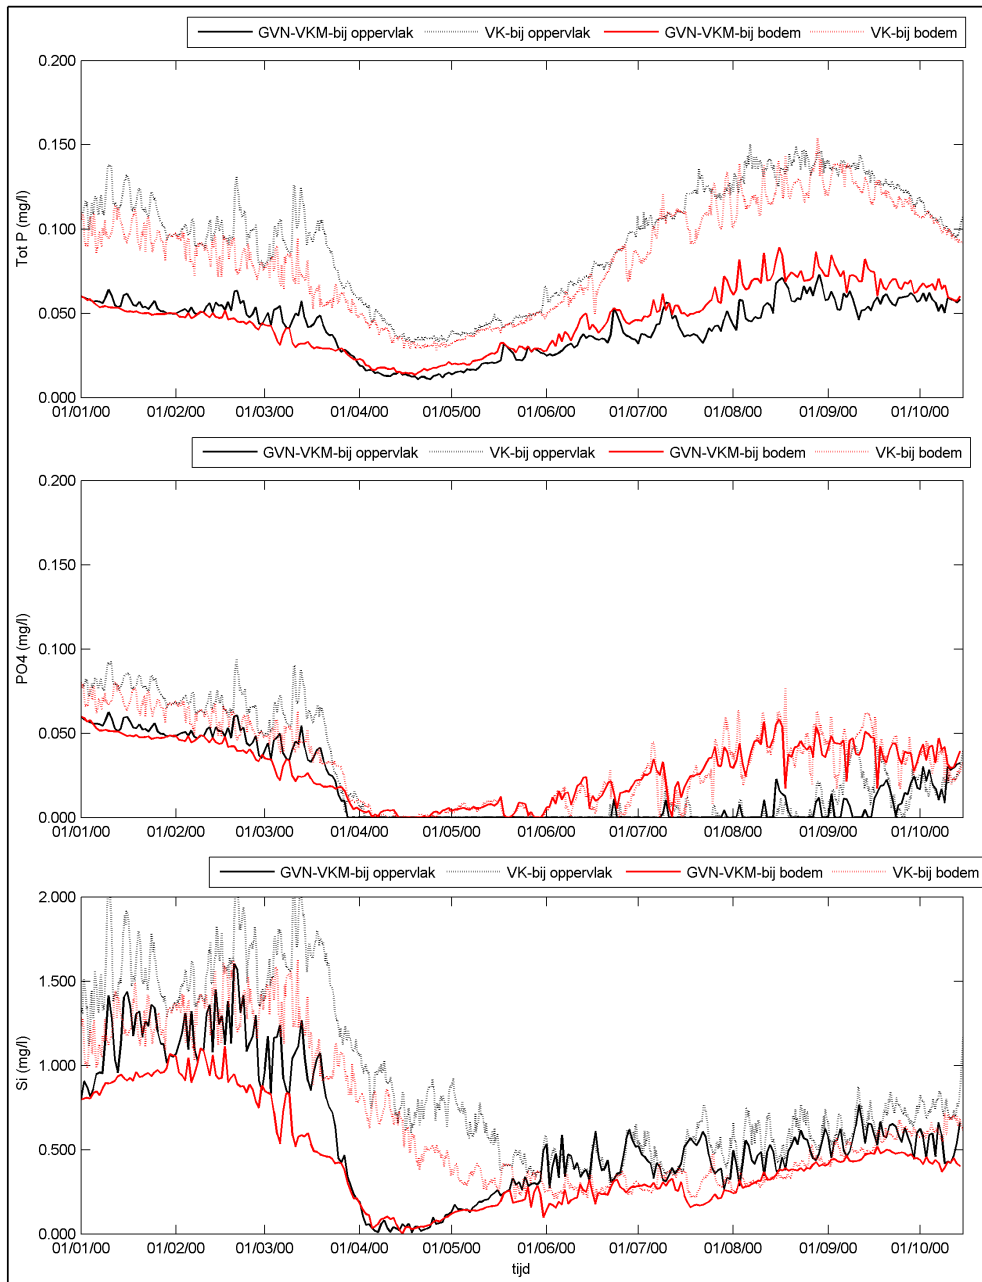 GVN-VKM-bij oppervlak VK-bij oppervlak GVN-VKM-bij bodem VK-bij bodem
0.200
0.150
0.100
0.050
0.000
Tot P (mg/l)
01/01/00 01/02/00 01/03/00 01/04/00 01/05/00 01/06/00 01/07/00 01/08/00 01/09/00 01/10/00
GVN-VKM-bij oppervlak VK-bij oppervlak GVN-VKM-bij bodem VK-bij bodem
0.200
0.150
0.100
0.050
0.000
PO4 (mg/l)
01/01/00 01/02/00 01/03/00 01/04/00 01/05/00 01/06/00 01/07/00 01/08/00 01/09/00 01/10/00
GVN-VKM-bij oppervlak VK-bij oppervlak GVN-VKM-bij bodem VK-bij bodem
2.000
1.500
1.000
0.500
0.000
Si (mg/l)
01/01/00 01/02/00 01/03/00 01/04/00 01/05/00 01/06/00 01/07/00 01/08/00 01/09/00 01/10/00
tijd